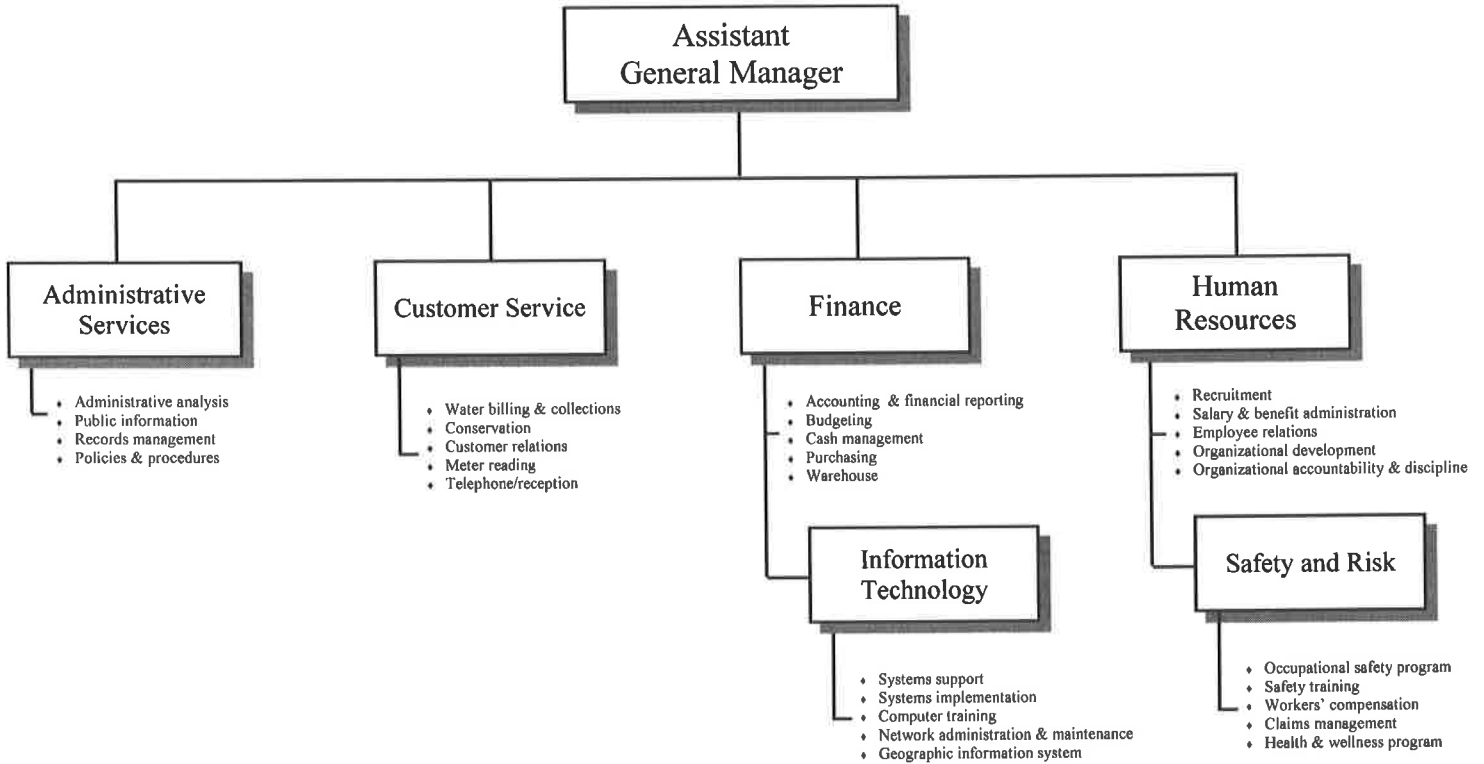 Assistant
General Manager
Administrative
Services
♦ Administrative analysis
♦ Public information
♦ Records management
♦ Policies & procedures
Customer Service
♦ Water billing & collections
♦ Conservation
♦ Customer relations
♦ Meter reading
♦ Telephone/reception
Finance
♦ Accounting & financial reporting
♦ Budgeting
♦ Cash management
♦ Purchasing
♦ Warehouse
Information
Technology
♦ Systems support
♦ Systems implementation
♦ Computer training
♦ Network administration & maintenance
♦ Geographic information system
Human
Resources
♦ Recruitment
♦ Salary & benefit administration
♦ Employee relations
♦ Organizational development
♦ Organizational accountability & discipline
Safety and Risk
♦ Occupational safety program
♦ Safety training
♦ Workers' compensation
♦ Claims management
♦ Health & wellness program